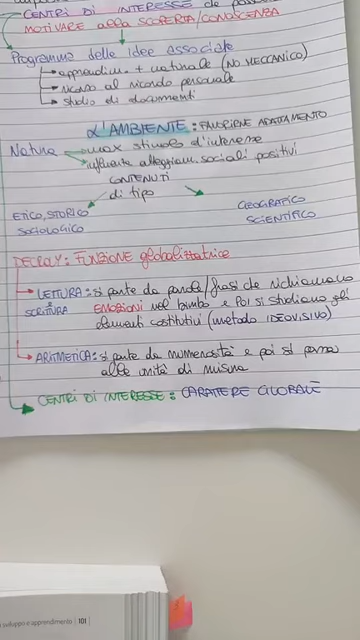 CENTRI DI INTERESSE da
MOTIVARE alla SCOPERTA/CONOSCENZA
Programma delle idee associate
apprendim. + naturale (NO MECCANICO)
ricordo al ricordo personale
studio di documenti
L'AMBIENTE: FAVORIRE ADATTAMENTO
Natura
max stimolo d'interesse
influenza atteggiam. sociali positivi
CONTENUTI
di tipo
ETICO, STORICO
SOCIOLOGICO
GEOGRAFICO
SCIENTIFICO
DECROLY: FUNZIONE globalizzatrice
LETTURA: si parte da parole/frasi che richiamano
SCRITTURA EMOZIONI nel bimbo e poi si studiano gli
elementi costitutivi (metodo IDEOVISIVO)
ARITMETICA: si parte da numerosità e poi si passa
alle unità di misura
CENTRI DI INTERESSE: CARATTERE GLOBALE
sviluppo e apprendimento | 101 |